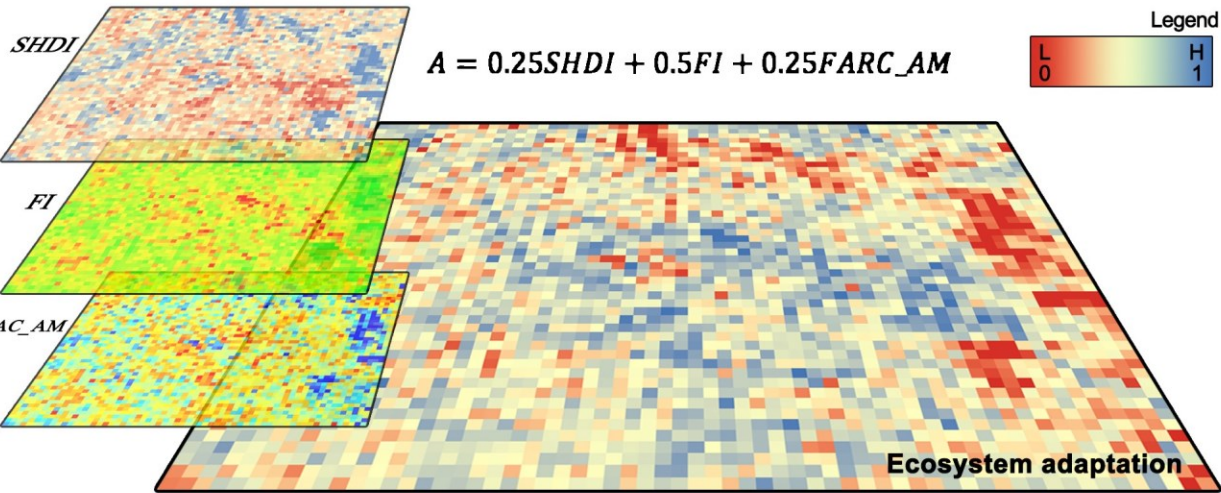 SHDI
A = 0.25SHDI + 0.5FI + 0.25FARC_AM
Legend
L H
0 1
FI
AC_AM
Ecosystem adaptation